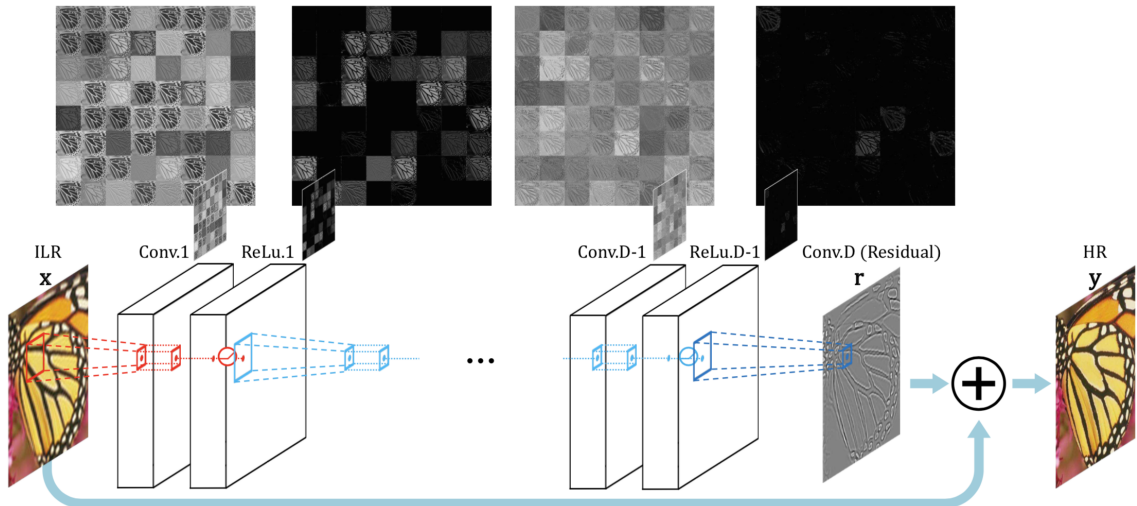 ILR
x
Conv.1
ReLu.1
...
Conv.D-1
ReLu.D-1
Conv.D (Residual)
r
HR
y